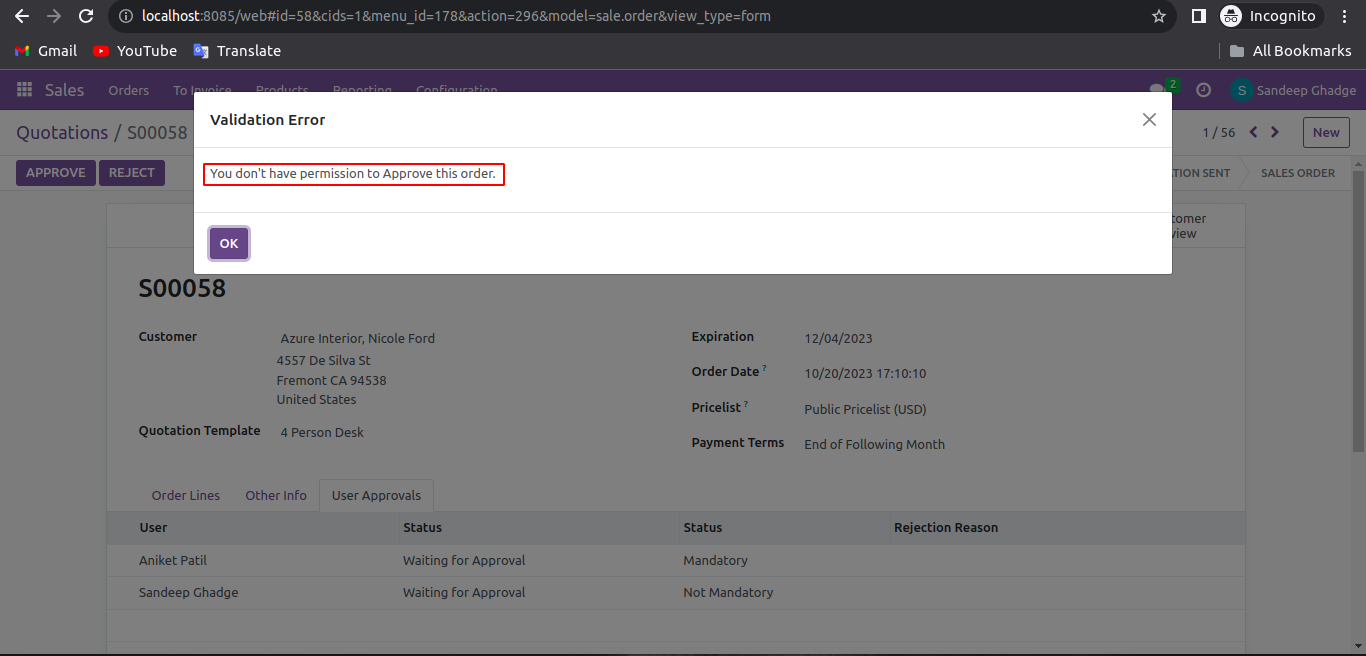 localhost:8085/web#id=58&cids=1&menu_id=178&action=296&model=sale.order&view_type=form
Incognito
Gmail YouTube Translate
All Bookmarks
Sales Orders To Invoice Products Reporting Configuration
2
S Sandeep Ghadge
Validation Error
Quotations / S00058
1 / 56
New
APPROVE REJECT
You don't have permission to Approve this order.
SENT
SALES ORDER
OK
S00058
Customer
Azure Interior, Nicole Ford
4557 De Silva St
Fremont CA 94538
United States
Quotation Template
4 Person Desk
Expiration
12/04/2023
Order Date ?
10/20/2023 17:10:10
Pricelist ?
Public Pricelist (USD)
Payment Terms
End of Following Month
Order Lines Other Info User Approvals
User Status Status Rejection Reason
Aniket Patil Waiting for Approval Mandatory
Sandeep Ghadge Waiting for Approval Not Mandatory